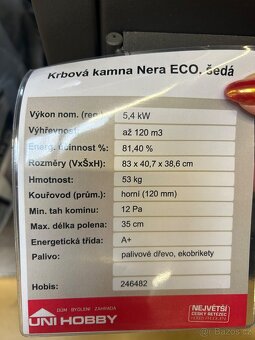 Krbová kamna Nera ECO, šedá
Výkon nom. (reg.) 5,4 kW
Výhřevnost: až 120 m3
Energ. účinnost %: 81,40 %
Rozměry (VxŠxH): 83 x 40,7 x 38,6 cm
Hmotnost: 53 kg
Kouřovod (prům.): horní (120 mm)
Min. tah komínu: 12 Pa
Max. délka polena: 35 cm
Energetická třída: A+
Palivo: palivové dřevo, ekobrikety
Hobis: 246482
DŮM BYDLENÍ ZAHRADA
UNI HOBBY
NEJVĚTŠÍ
ČESKÝ ŘETĚZEC